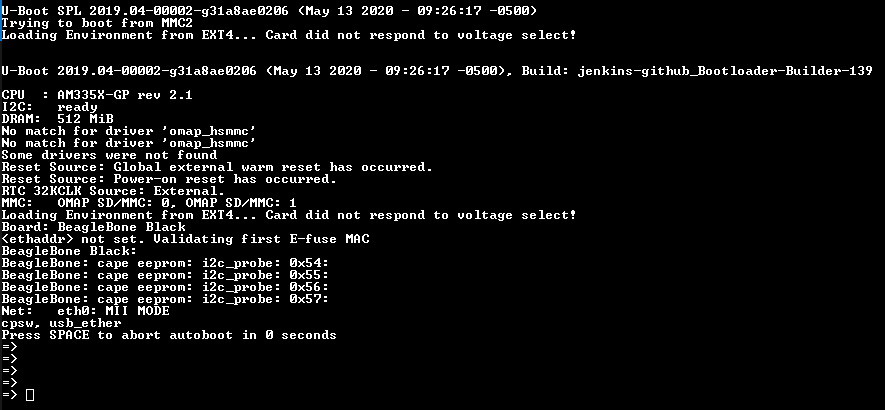 U-Boot SPL 2019.04-00002-g31a8ae0206 (May 13 2020 - 09:26:17 -0500)
Trying to boot from MMC2
Loading Environment from EXT4... Card did not respond to voltage select!
U-Boot 2019.04-00002-g31a8ae0206 (May 13 2020 - 09:26:17 -0500), Build: jenkins-github_Bootloader-Builder-139
CPU  : AM335X-GP rev 2.1
I2C:   ready
DRAM:  512 MiB
No match for driver 'omap_hsmmc'
No match for driver 'omap_hsmmc'
Some drivers were not found
Reset Source: Global external warm reset has occurred.
Reset Source: Power-on reset has occurred.
RTC 32KCLK Source: External.
MMC:   OMAP SD/MMC: 0, OMAP SD/MMC: 1
Loading Environment from EXT4... Card did not respond to voltage select!
Board: BeagleBone Black
<ethaddr> not set. Validating first E-fuse MAC
BeagleBone Black:
BeagleBone: cape eeprom: i2c_probe: 0x54:
BeagleBone: cape eeprom: i2c_probe: 0x55:
BeagleBone: cape eeprom: i2c_probe: 0x56:
BeagleBone: cape eeprom: i2c_probe: 0x57:
Net:   eth0: MII MODE
cpsw, usb_ether
Press SPACE to abort autoboot in 0 seconds
=>
=>
=>
=>
=>